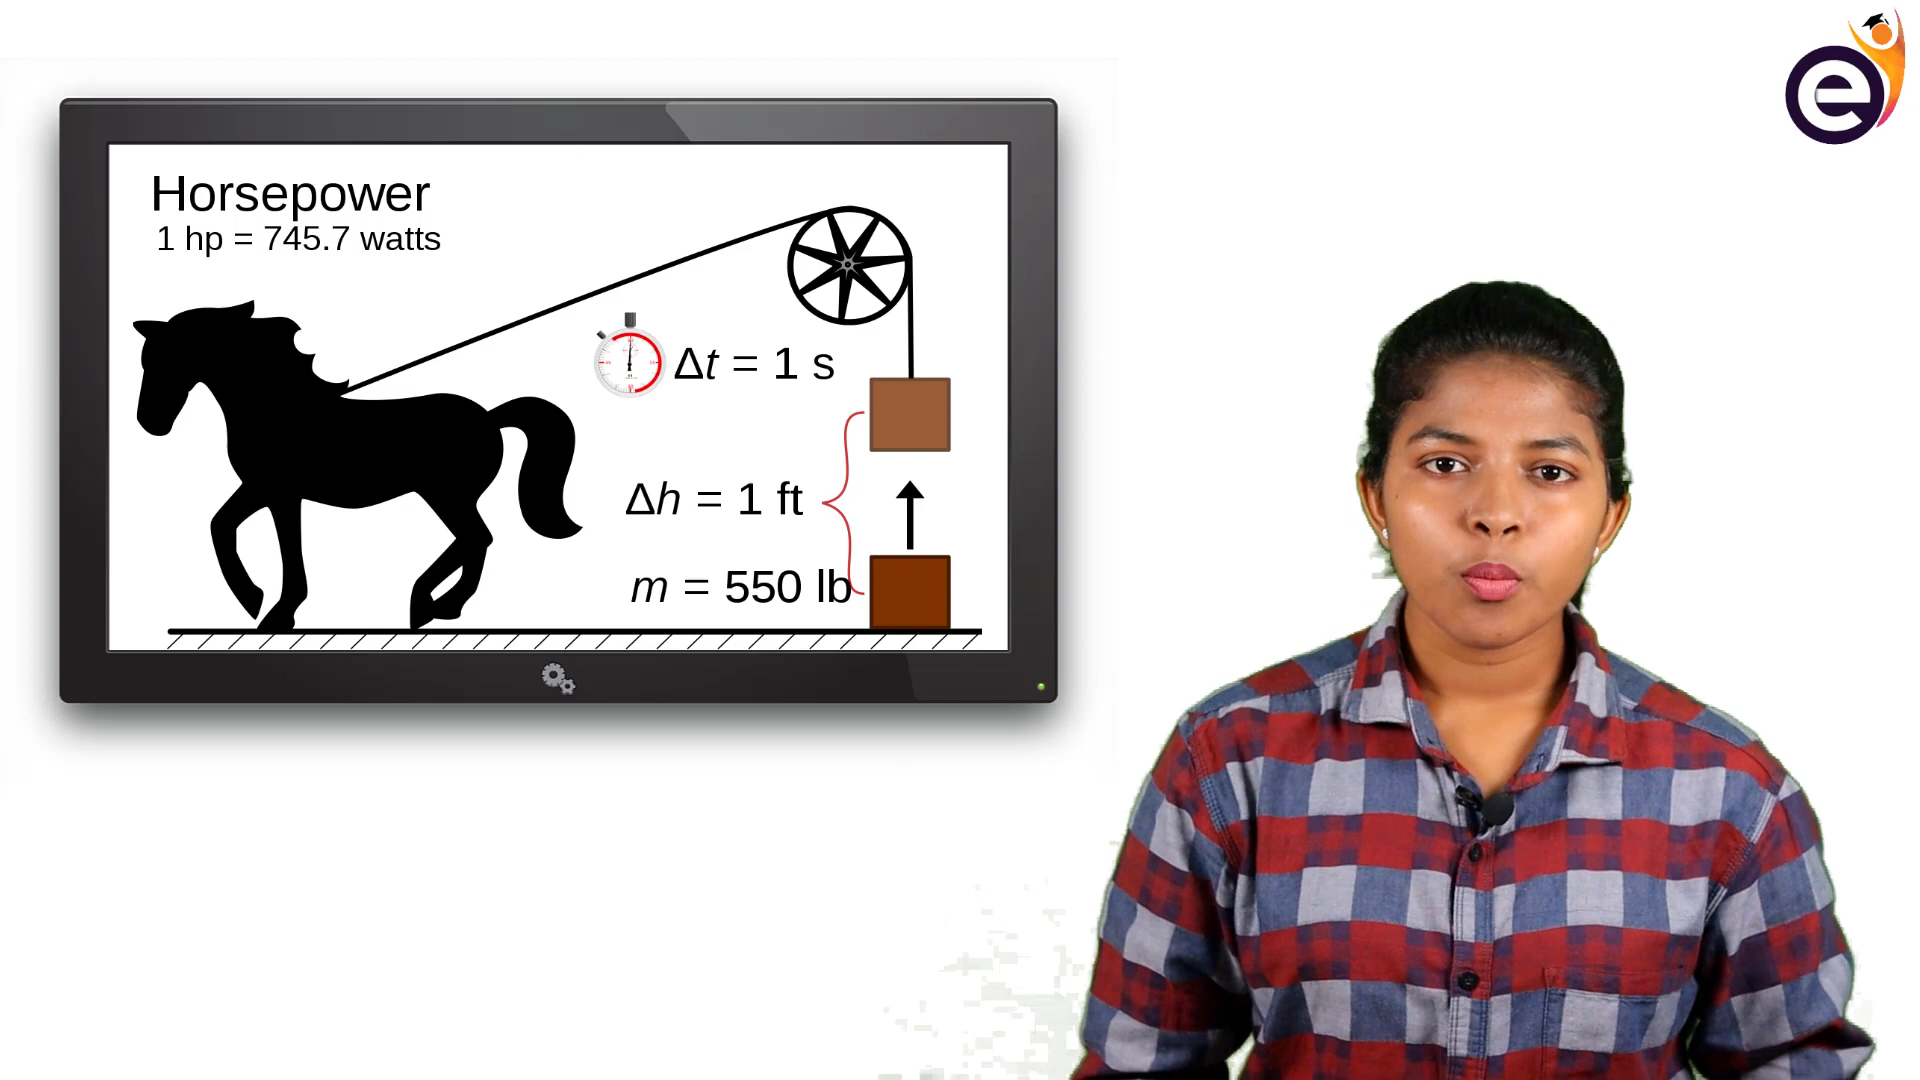 Horsepower
1 hp = 745.7 watts
Δt = 1 s
Δh = 1 ft
m = 550 lb
e